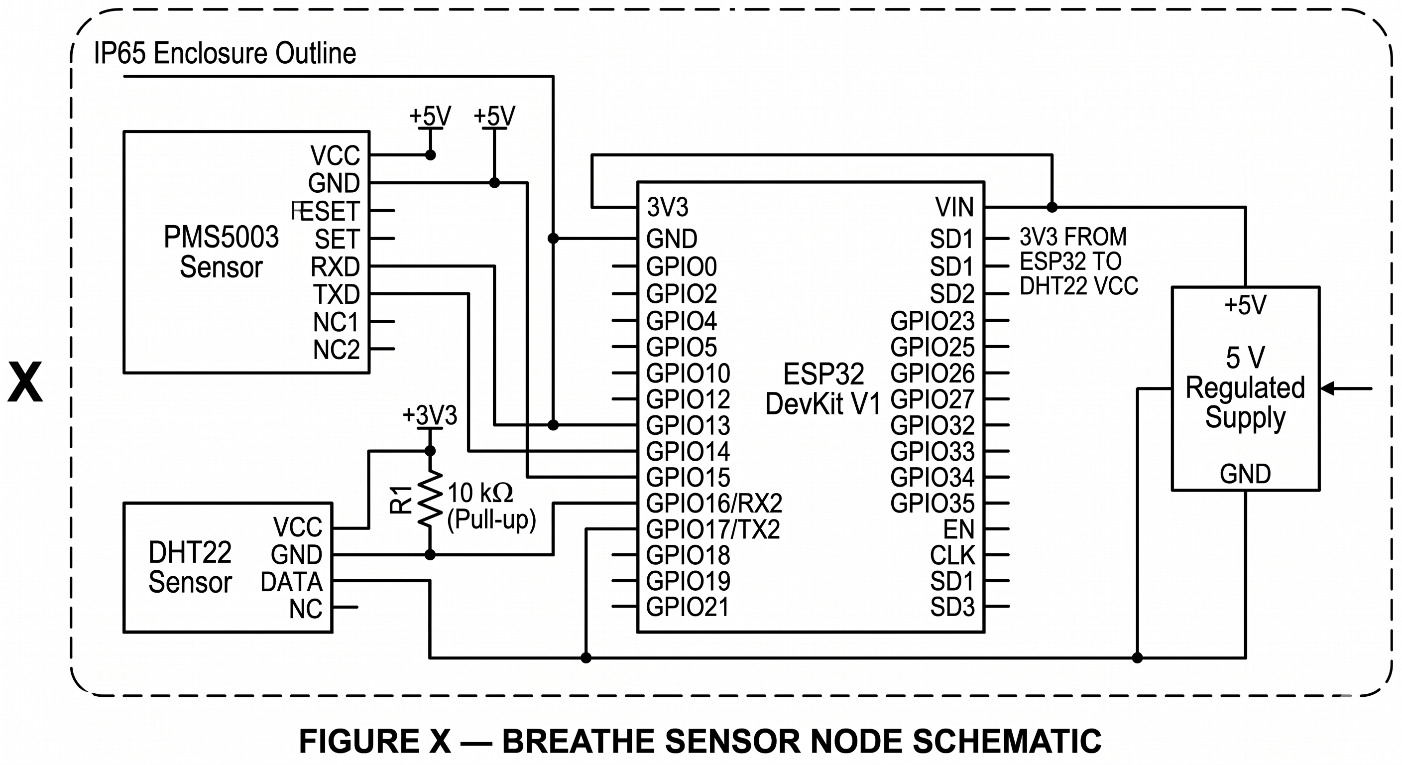 IP65 Enclosure Outline
+5V
+5V
VCC
GND
RESET
SET
RXD
TXD
NC1
NC2
PMS5003
Sensor
+3V3
R1
10 kΩ
(Pull-up)
VCC
GND
DATA
NC
DHT22
Sensor
3V3
GND
GPIO0
GPIO2
GPIO4
GPIO5
GPIO10
GPIO12
GPIO13
GPIO14
GPIO15
GPIO16/RX2
GPIO17/TX2
GPIO18
GPIO19
GPIO21
ESP32
DevKit V1
VIN
SD1
SD1
SD2
GPIO23
GPIO25
GPIO26
GPIO27
GPIO32
GPIO33
GPIO34
GPIO35
EN
CLK
SD1
SD3
3V3 FROM
ESP32 TO
DHT22 VCC
+5V
5 V
Regulated
Supply
GND
X
FIGURE X — BREATHE SENSOR NODE SCHEMATIC